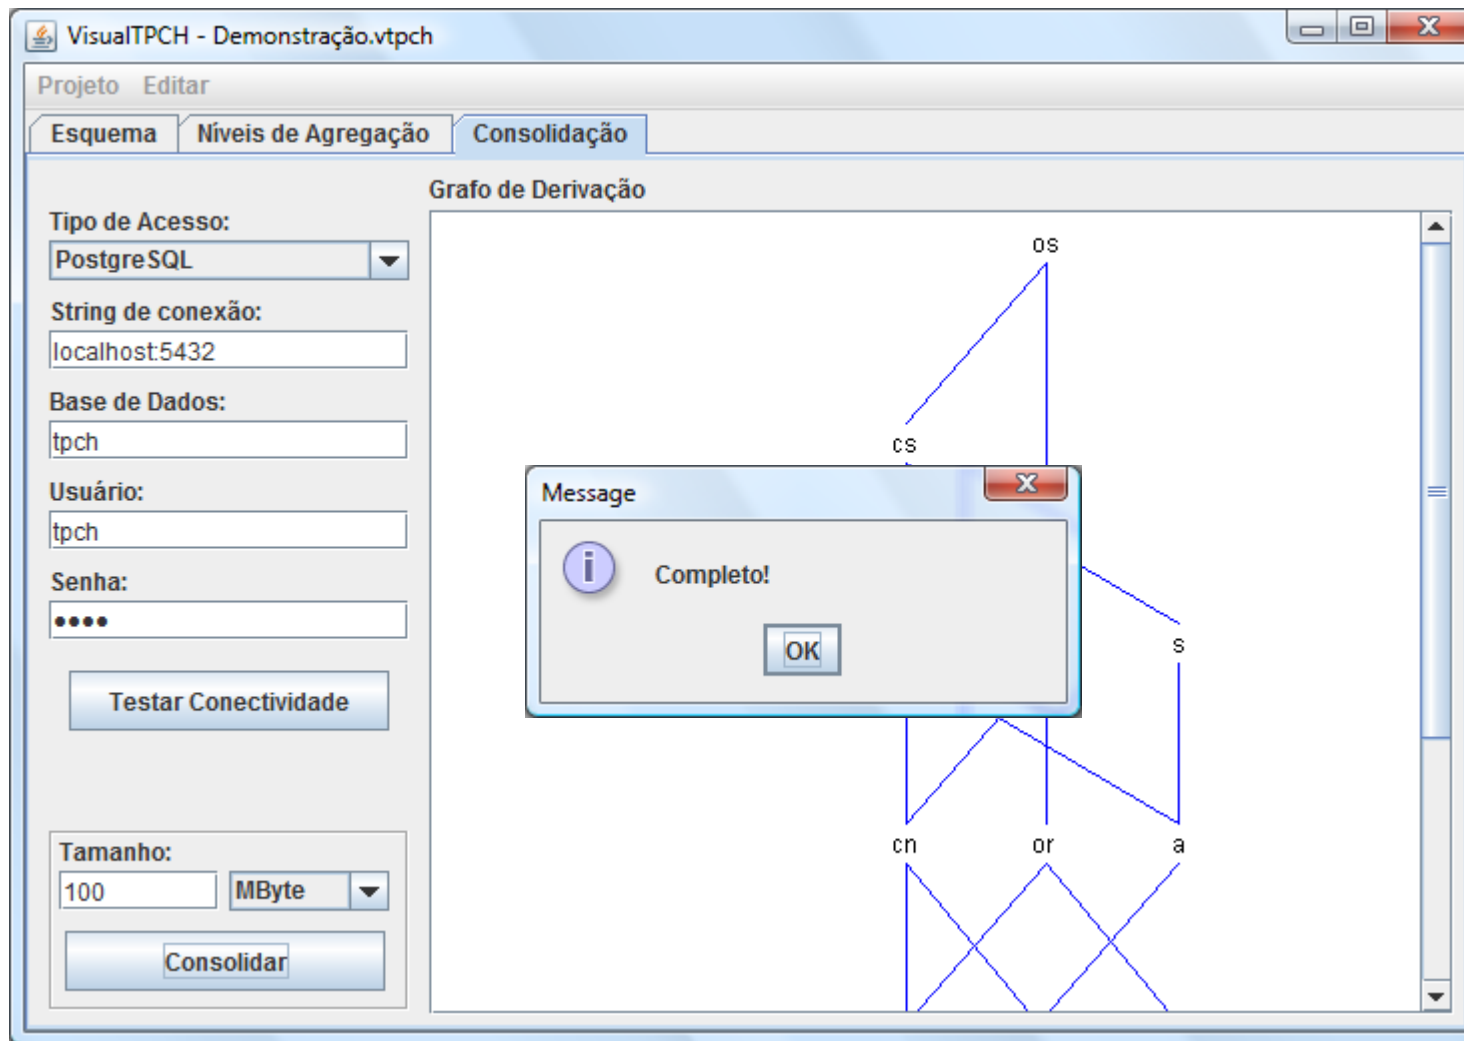 VisualTPCH - Demonstração.vtpch
Projeto Editar
Esquema Níveis de Agregação Consolidação
Grafo de Derivação
Tipo de Acesso:
PostgreSQL
String de conexão:
localhost:5432
Base de Dados:
tpch
Usuário:
tpch
Senha:
••••
Testar Conectividade
Tamanho:
100 MByte
Consolidar
os
cs
Message
Completo!
OK
s
cn or a